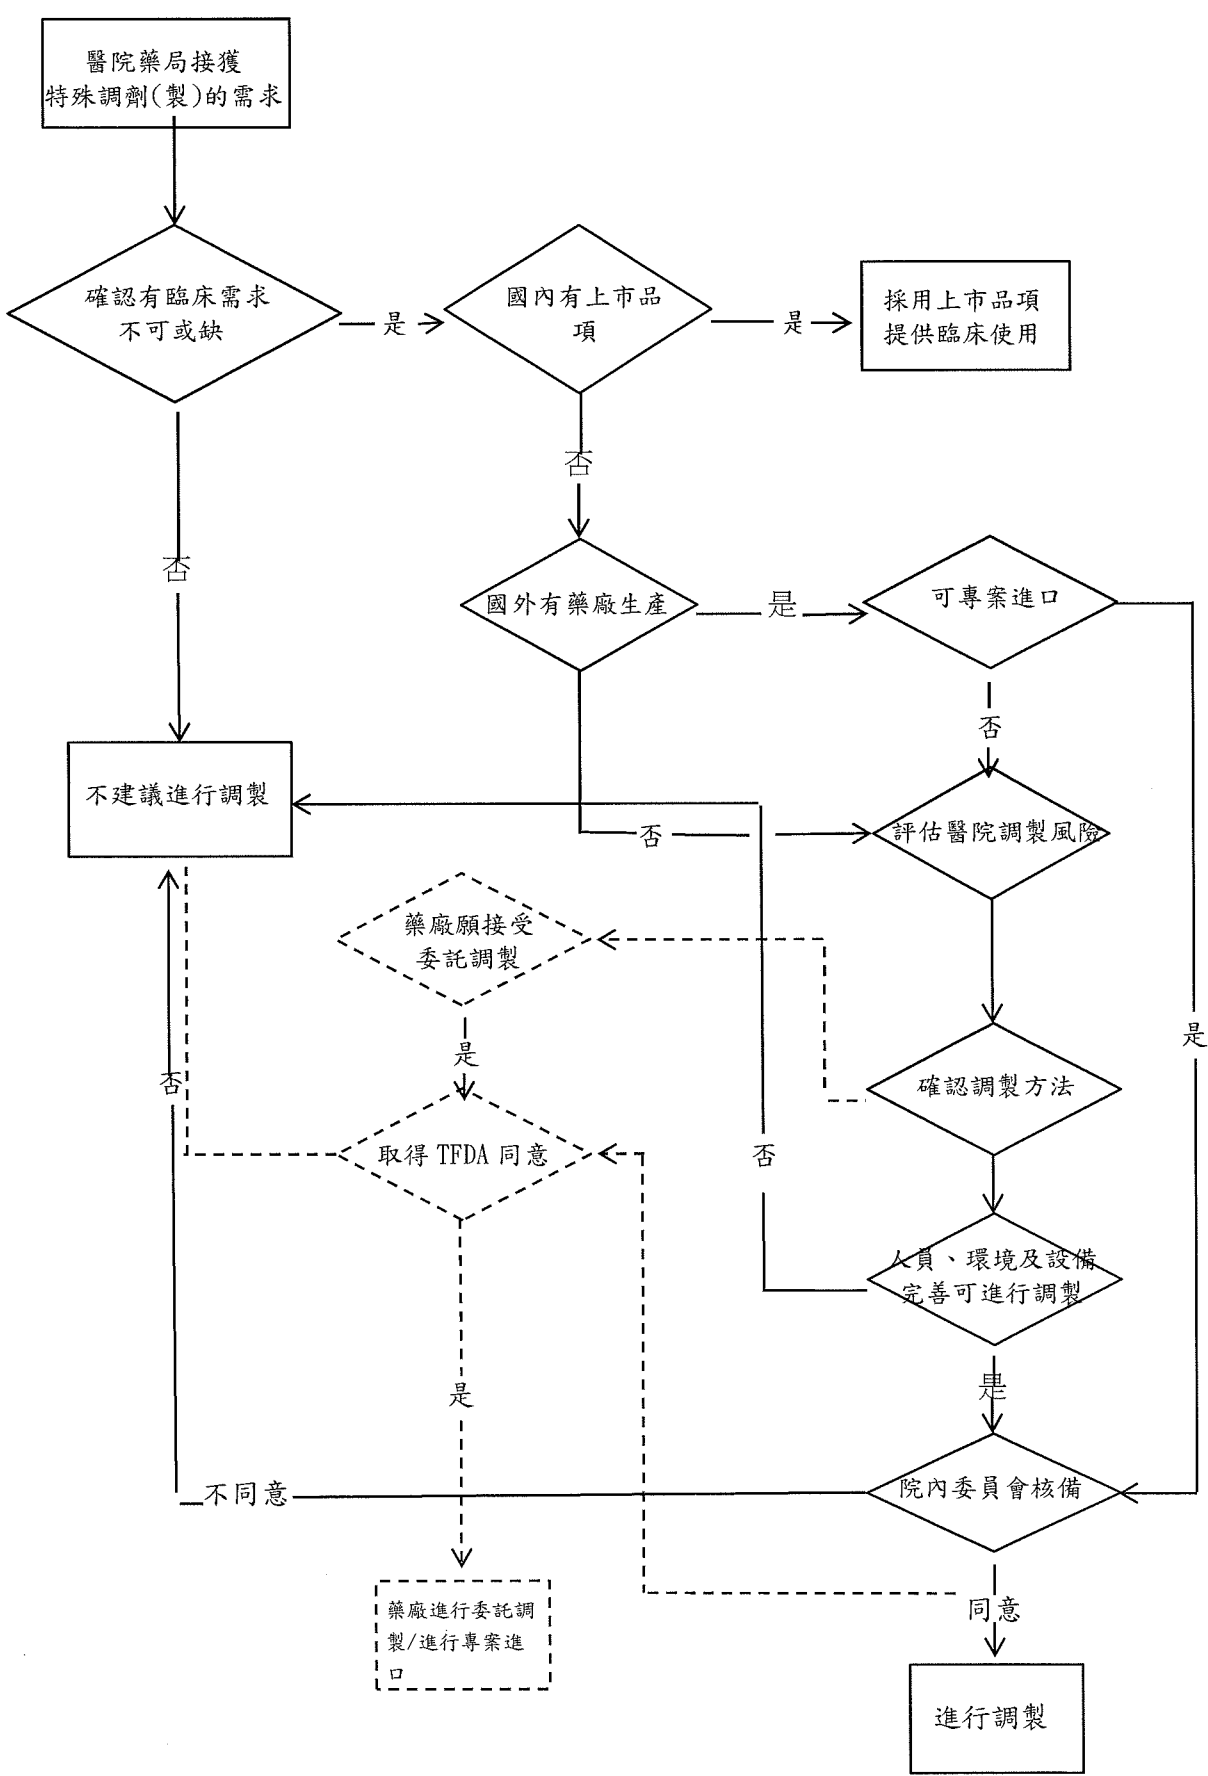 醫院藥局接獲
特殊調劑(製)的需求
確認有臨床需求
不可或缺
是
國內有上市品
項
是
採用上市品項
提供臨床使用
否
否
國外有藥廠生產
是
可專案進口
否
不建議進行調製
否
評估醫院調製風險
藥廠願接受
委託調製
是
是
否
確認調製方法
取得 TFDA 同意
否
人員、環境及設備
完善可進行調製
是
是
不同意
院內委員會核備
藥廠進行委託調
製/進行專案進
口
同意
進行調製